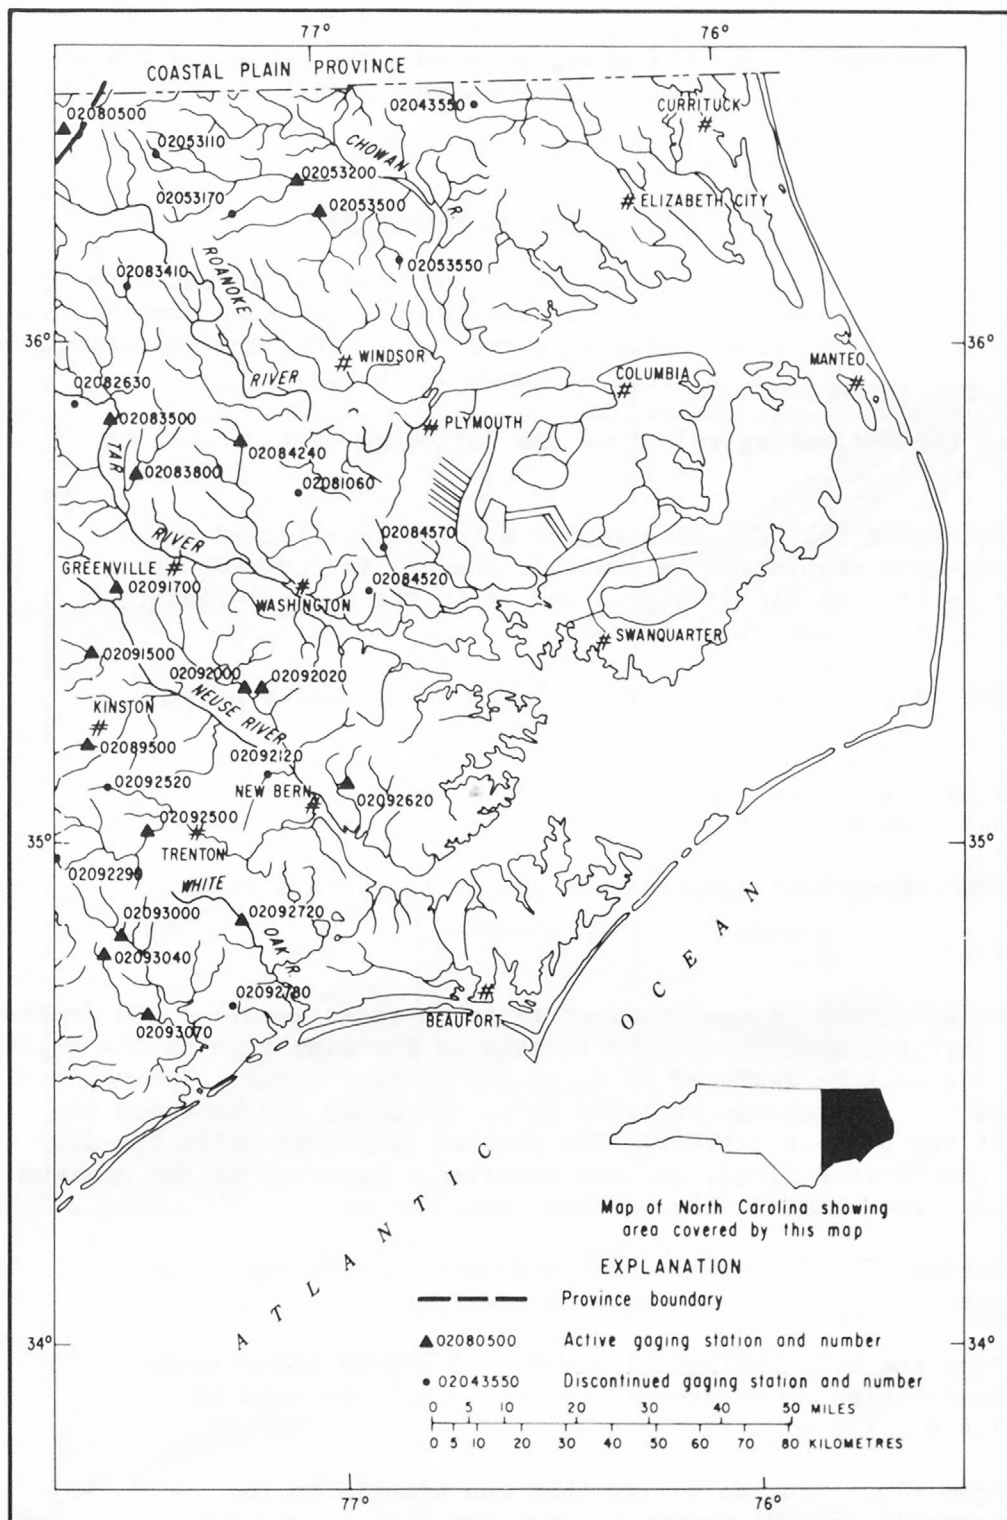 77° 76°
COASTAL PLAIN PROVINCE
02043550
CURRITUCK
#
02080500
02053110
CHOWAN R.
02053200
02053170
02053500
# ELIZABETH CITY
ROANOKE RIVER
02053550
02083410
36° 36°
# WINDSOR
MANTEO
#
COLUMBIA
#
02082630
02083500
# PLYMOUTH
TAR RIVER
02084240
02083800
02081060
02084570
GREENVILLE #
02091700
#
WASHINGTON
02084520
# SWANQUARTER
02091500
02092000 02092020
NEUSE RIVER
KINSTON
#
02089500
02092120
02092520
NEW BERN #
02092620
02092500
#
TRENTON
35° 35°
02092290
WHITE OAK R.
02093000
02092720
02093040
02092780
02093070
#
BEAUFORT
ATLANTIC OCEAN
Map of North Carolina showing
area covered by this map
EXPLANATION
Province boundary
02080500 Active gaging station and number
34° 34°
02043550 Discontinued gaging station and number
0 5 10 20 30 40 50 MILES
0 5 10 20 30 40 50 60 70 80 KILOMETRES
77° 76°